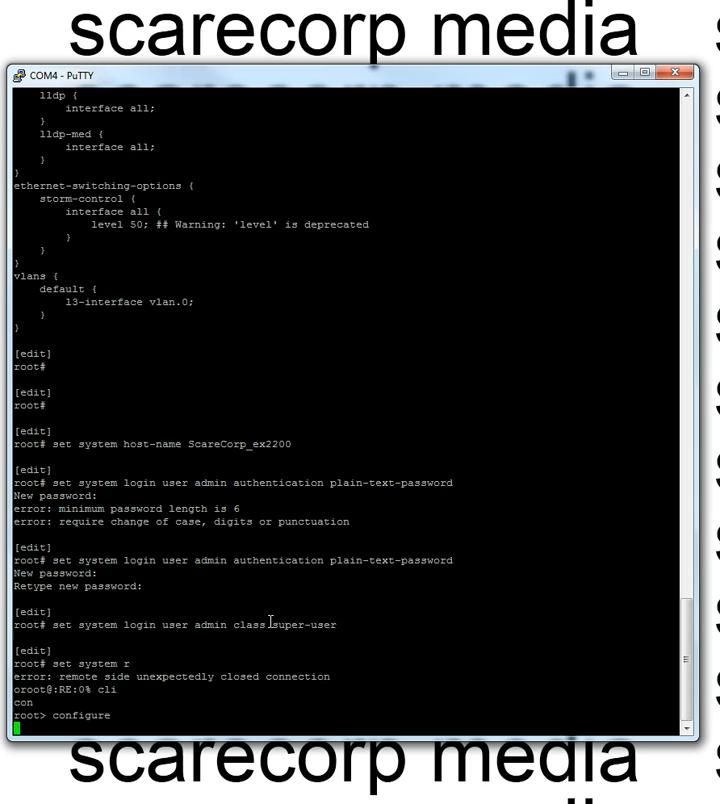 scarecorp media
COM4 - PuTTY
lldp {
interface all;
}
lldp-med {
interface all;
}
}
ethernet-switching-options {
storm-control {
interface all {
level 50; ## Warning: 'level' is deprecated
}
}
}
vlans {
default {
l3-interface vlan.0;
}
}
[edit]
root#
[edit]
root#
[edit]
root# set system host-name ScareCorp_ex2200
[edit]
root# set system login user admin authentication plain-text-password
New password:
error: minimum password length is 6
error: require change of case, digits or punctuation
[edit]
root# set system login user admin authentication plain-text-password
New password:
Retype new password:
[edit]
root# set system login user admin class super-user
[edit]
root# set system r
error: remote side unexpectedly closed connection
oroot@:RE:0% cli
con
root> configure
scarecorp media